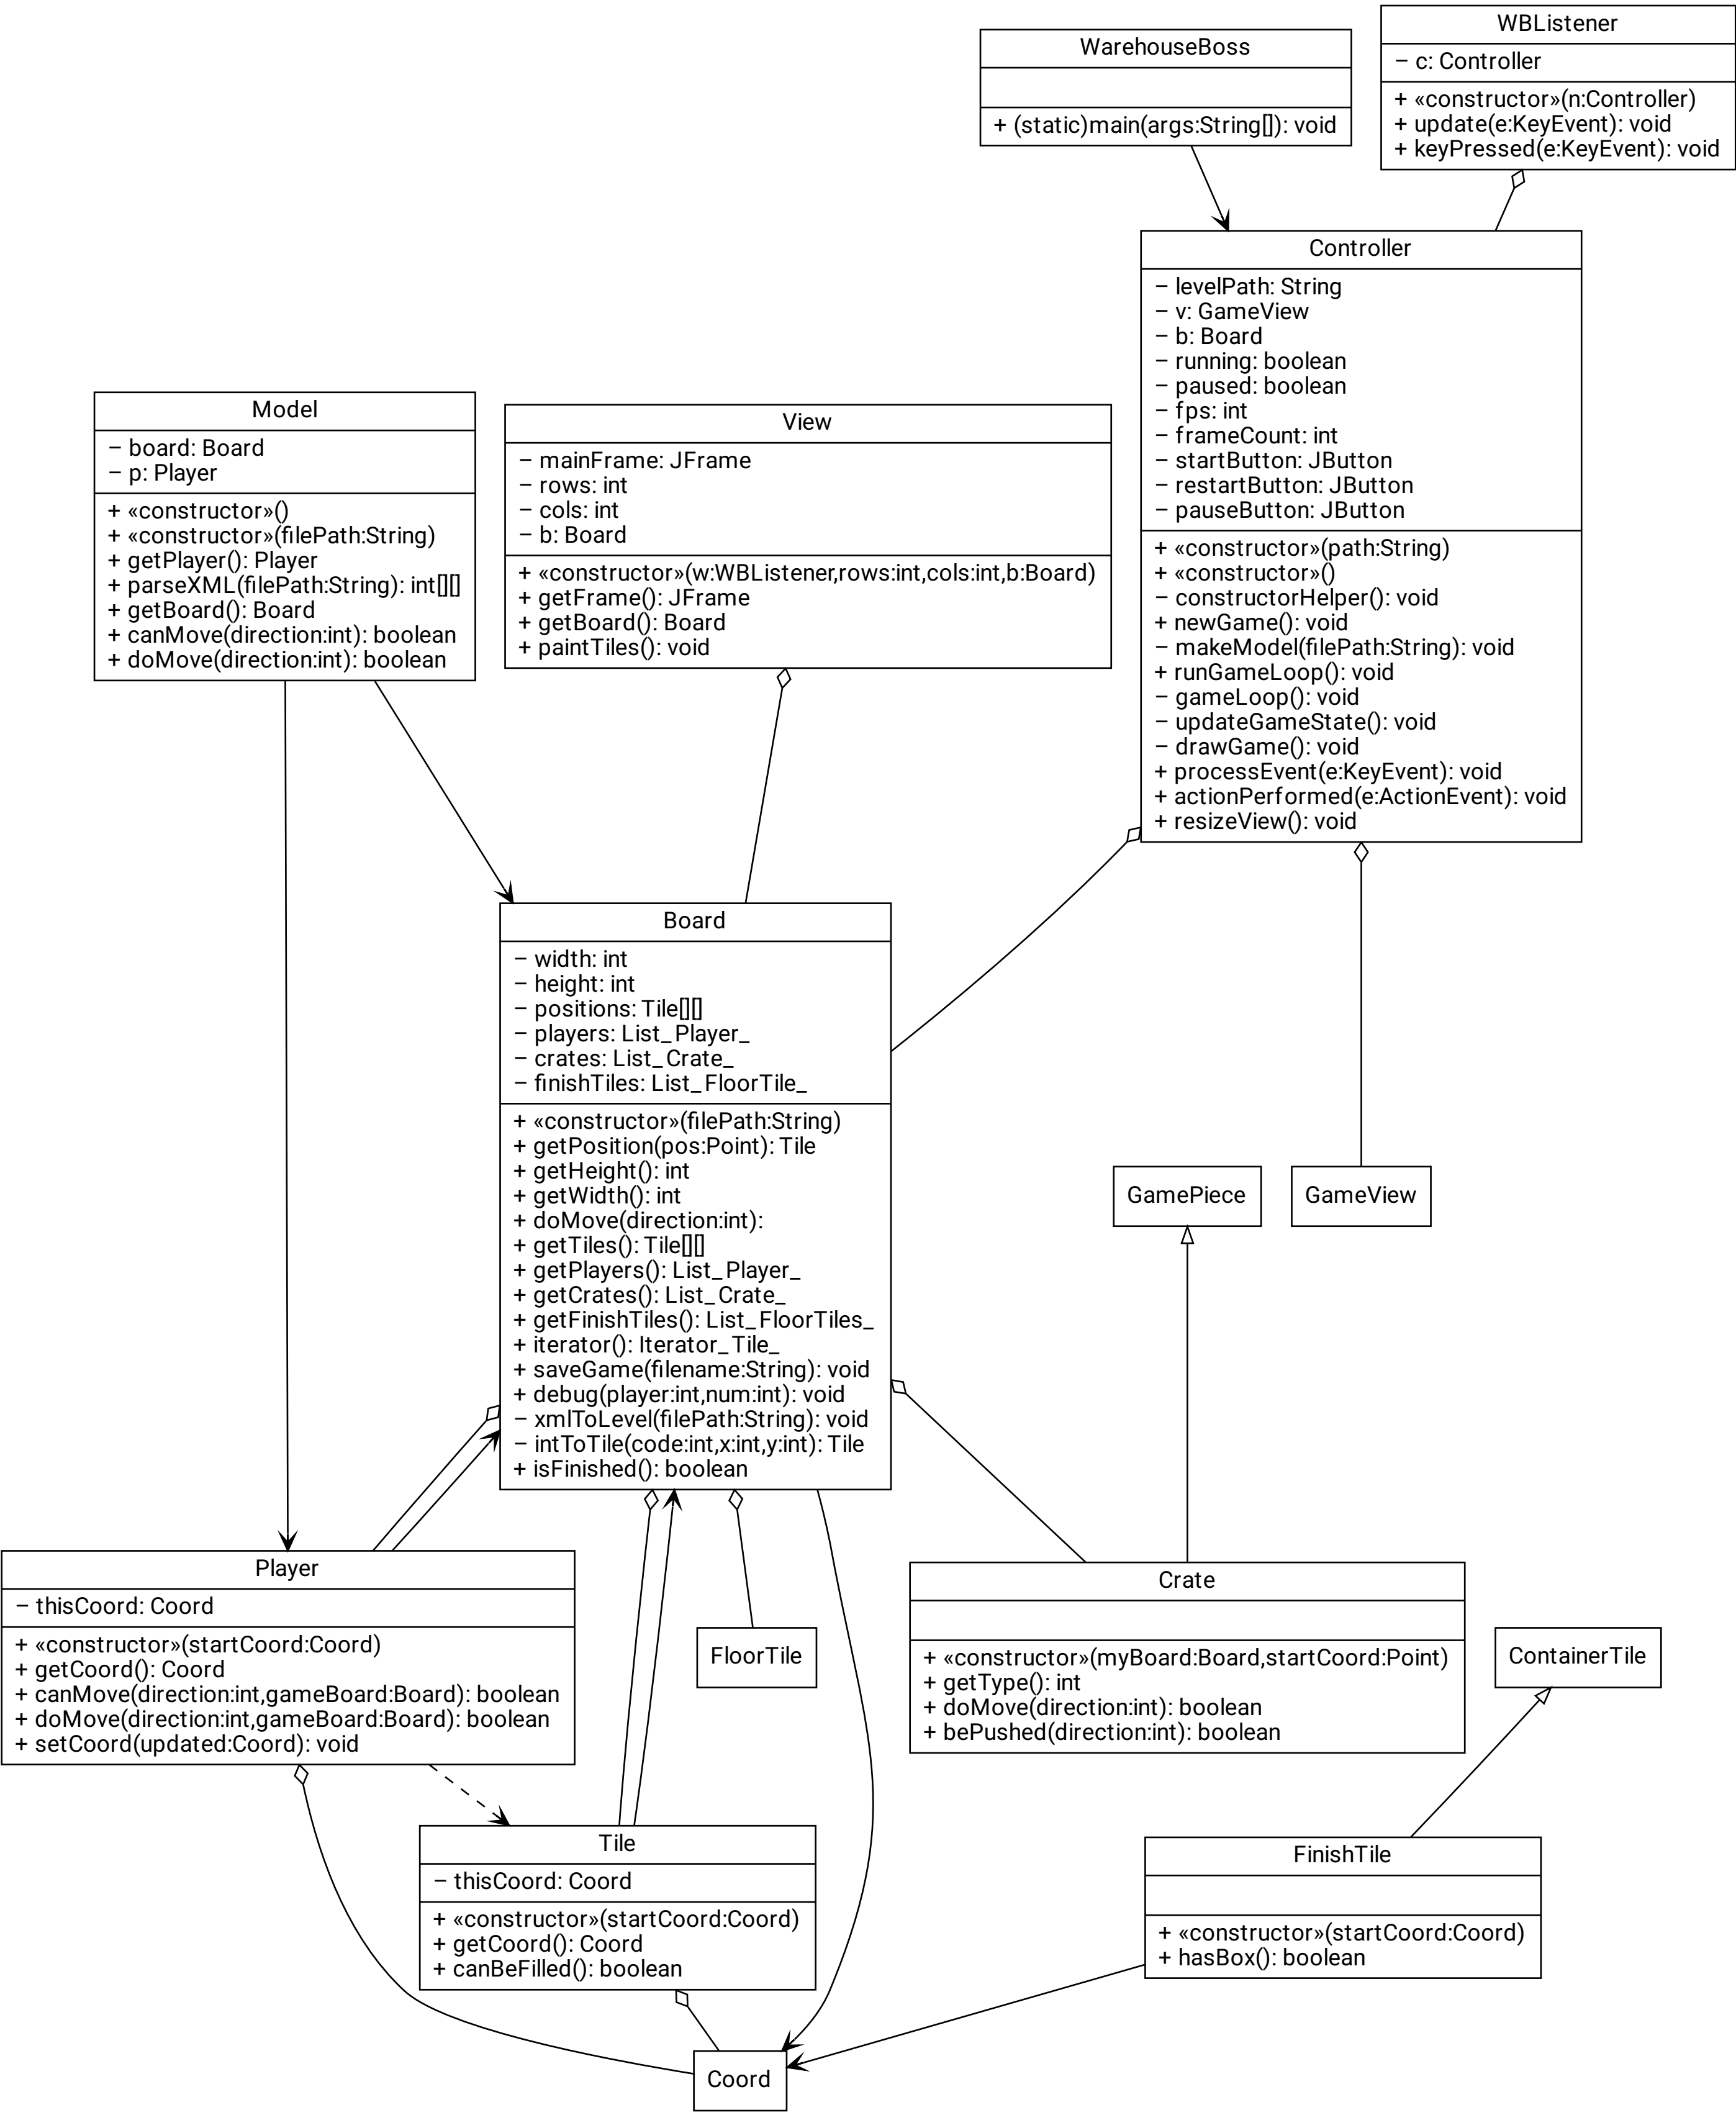 WarehouseBoss
+ (static)main(args:String[]): void
WBListener
− c: Controller
+ «constructor»(n:Controller)
+ update(e:KeyEvent): void
+ keyPressed(e:KeyEvent): void
Controller
− levelPath: String
− v: GameView
− b: Board
− running: boolean
− paused: boolean
− fps: int
− frameCount: int
− startButton: JButton
− restartButton: JButton
− pauseButton: JButton
+ «constructor»(path:String)
+ «constructor»()
− constructorHelper(): void
+ newGame(): void
− makeModel(filePath:String): void
+ runGameLoop(): void
− gameLoop(): void
− updateGameState(): void
− drawGame(): void
+ processEvent(e:KeyEvent): void
+ actionPerformed(e:ActionEvent): void
+ resizeView(): void
Model
− board: Board
− p: Player
+ «constructor»()
+ «constructor»(filePath:String)
+ getPlayer(): Player
+ parseXML(filePath:String): int[][]
+ getBoard(): Board
+ canMove(direction:int): boolean
+ doMove(direction:int): boolean
View
− mainFrame: JFrame
− rows: int
− cols: int
− b: Board
+ «constructor»(w:WBListener,rows:int,cols:int,b:Board)
+ getFrame(): JFrame
+ getBoard(): Board
+ paintTiles(): void
Board
− width: int
− height: int
− positions: Tile[][]
− players: List_Player_
− crates: List_Crate_
− finishTiles: List_FloorTile_
+ «constructor»(filePath:String)
+ getPosition(pos:Point): Tile
+ getHeight(): int
+ getWidth(): int
+ doMove(direction:int):
+ getTiles(): Tile[][]
+ getPlayers(): List_Player_
+ getCrates(): List_Crate_
+ getFinishTiles(): List_FloorTiles_
+ iterator(): Iterator_Tile_
+ saveGame(filename:String): void
+ debug(player:int,num:int): void
− xmlToLevel(filePath:String): void
− intToTile(code:int,x:int,y:int): Tile
+ isFinished(): boolean
GamePiece
GameView
Player
− thisCoord: Coord
+ «constructor»(startCoord:Coord)
+ getCoord(): Coord
+ canMove(direction:int,gameBoard:Board): boolean
+ doMove(direction:int,gameBoard:Board): boolean
+ setCoord(updated:Coord): void
FloorTile
Crate
+ «constructor»(myBoard:Board,startCoord:Point)
+ getType(): int
+ doMove(direction:int): boolean
+ bePushed(direction:int): boolean
ContainerTile
Tile
− thisCoord: Coord
+ «constructor»(startCoord:Coord)
+ getCoord(): Coord
+ canBeFilled(): boolean
FinishTile
+ «constructor»(startCoord:Coord)
+ hasBox(): boolean
Coord